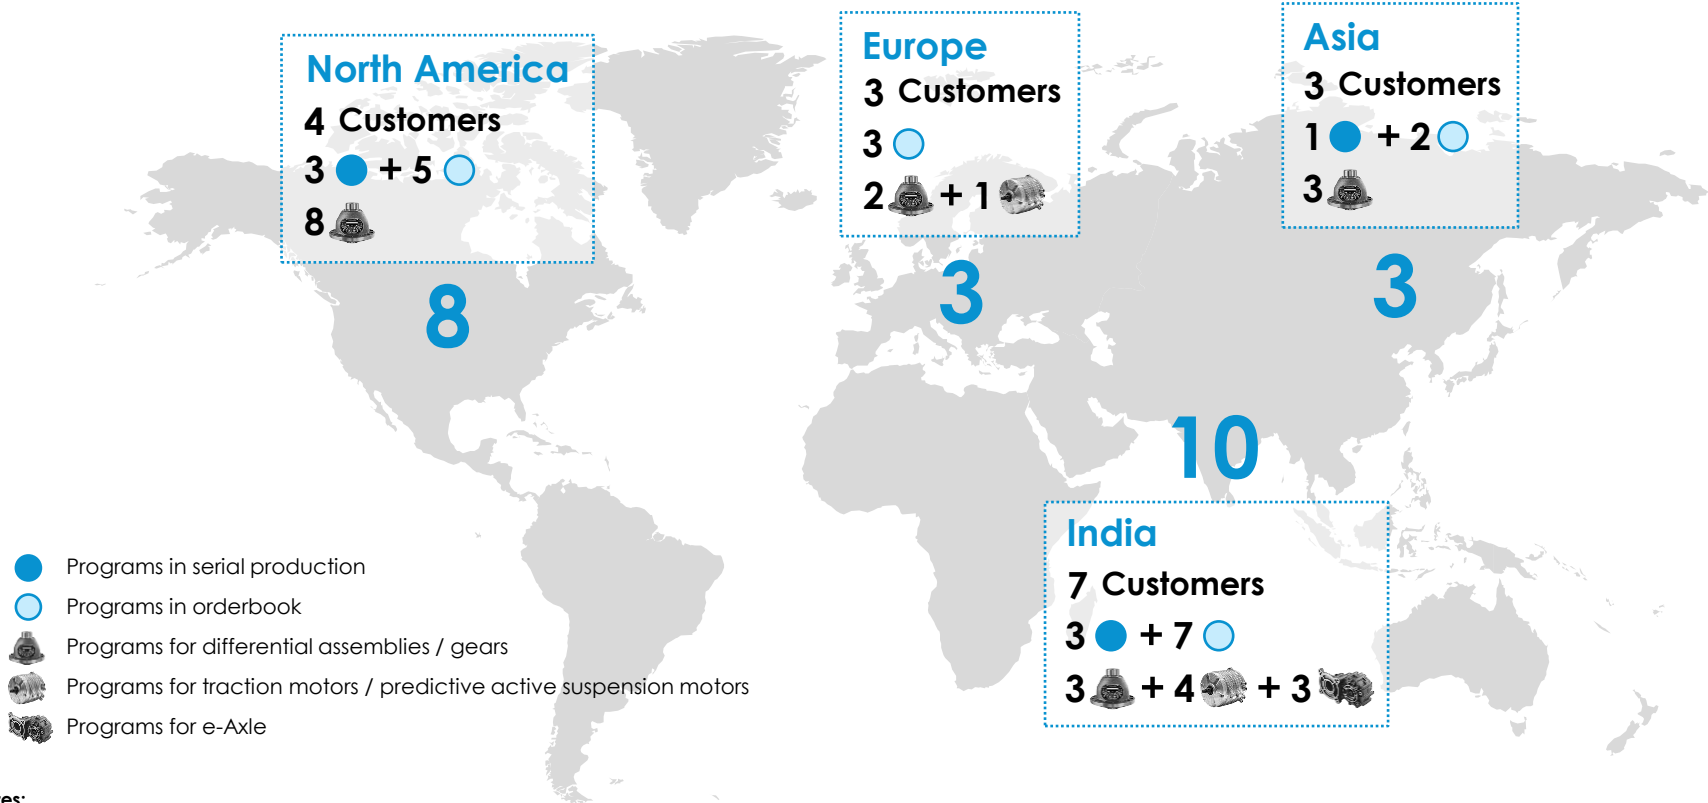 North America
4 Customers
3 + 5
8
8
Europe
3 Customers
3
2 + 1
3
Asia
3 Customers
1 + 2
3
3
10
India
7 Customers
3 + 7
3 + 4 + 3
Programs in serial production
Programs in orderbook
Programs for differential assemblies / gears
Programs for traction motors / predictive active suspension motors
Programs for e-Axle